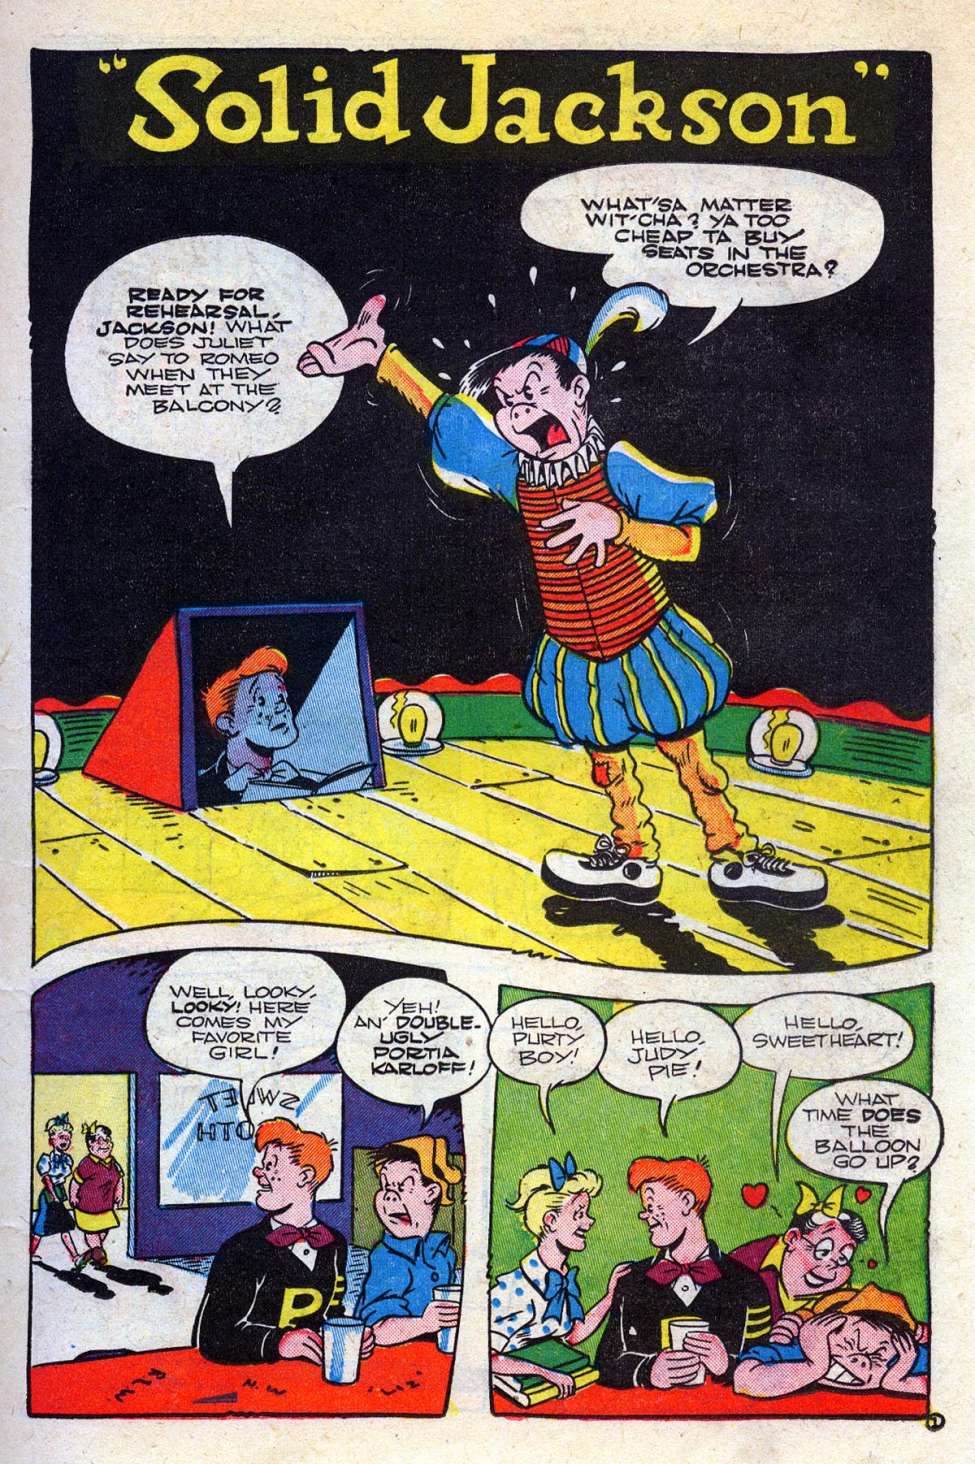 "Solid Jackson"
WHAT'SA MATTER
WIT'CHA? YA TOO
CHEAP TA BUY
SEATS IN THE
ORCHESTRA?
READY FOR
REHEARSAL,
JACKSON! WHAT
DOES JULIET
SAY TO ROMEO
WHEN THEY
MEET AT THE
BALCONY?
WELL, LOOKY,
LOOKY! HERE
COMES MY
FAVORITE
GIRL!
YEH!
AN' DOUBLE-
UGLY
PORTIA
KARLOFF!
SWEET
P
HELLO,
PURTY
BOY!
HELLO,
JUDY
PIE!
HELLO,
SWEETHEART!
WHAT
TIME DOES
THE
BALLOON
GO UP?
1